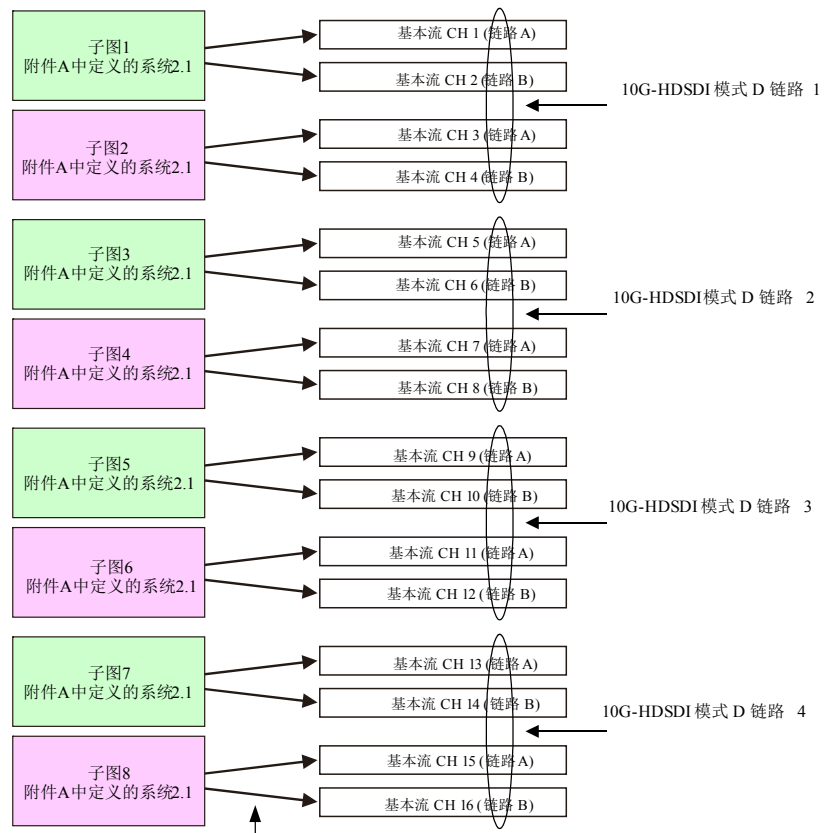 子图1
附件A中定义的系统2.1
基本流 CH 1 (链路 A)
基本流 CH 2 (链路 B)
10G-HDSDI 模式 D 链路 1
子图2
附件A中定义的系统2.1
基本流 CH 3 (链路 A)
基本流 CH 4 (链路 B)
子图3
附件A中定义的系统2.1
基本流 CH 5 (链路 A)
基本流 CH 6 (链路 B)
10G-HDSDI 模式 D 链路 2
子图4
附件A中定义的系统2.1
基本流 CH 7 (链路 A)
基本流 CH 8 (链路 B)
子图5
附件A中定义的系统2.1
基本流 CH 9 (链路 A)
基本流 CH 10 (链路 B)
10G-HDSDI 模式 D 链路 3
子图6
附件A中定义的系统2.1
基本流 CH 11 (链路 A)
基本流 CH 12 (链路 B)
子图7
附件A中定义的系统2.1
基本流 CH 13 (链路 A)
基本流 CH 14 (链路 B)
10G-HDSDI 模式 D 链路 4
子图8
附件A中定义的系统2.1
基本流 CH 15 (链路 A)
基本流 CH 16 (链路 B)